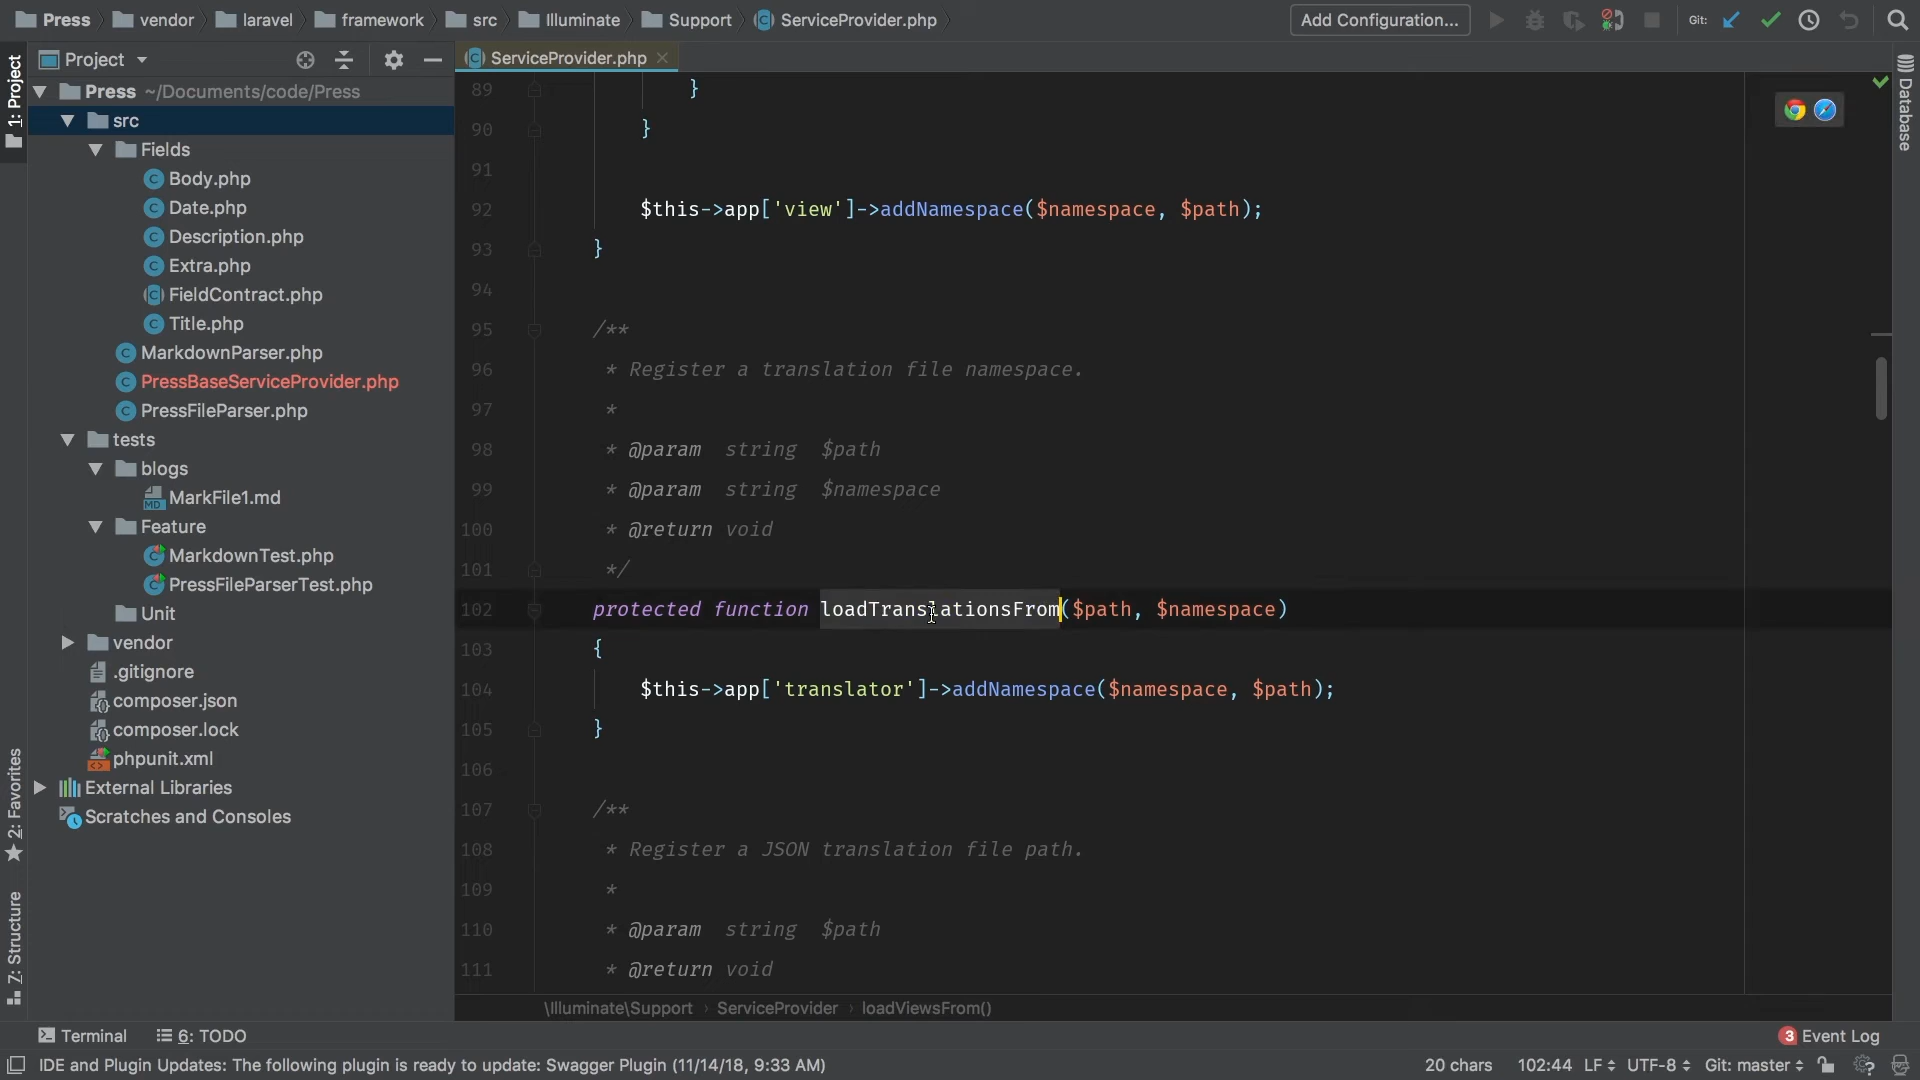 Press vendor laravel framework src Illuminate Support ServiceProvider.php Add Configuration... Git:
Project
ServiceProvider.php
Press ~/Documents/code/Press
src
Fields
Body.php
Date.php
Description.php
Extra.php
FieldContract.php
Title.php
MarkdownParser.php
PressBaseServiceProvider.php
PressFileParser.php
tests
blogs
MarkFile1.md
Feature
MarkdownTest.php
PressFileParserTest.php
Unit
vendor
.gitignore
composer.json
composer.lock
phpunit.xml
External Libraries
Scratches and Consoles
1: Project
2: Favorites
Z: Structure
89 }
90 }
91
92 $this->app['view']->addNamespace($namespace, $path);
93 }
94
95 /**
96 * Register a translation file namespace.
97 *
98 * @param string $path
99 * @param string $namespace
100 * @return void
101 */
102 protected function loadTranslationsFrom($path, $namespace)
103 {
104 $this->app['translator']->addNamespace($namespace, $path);
105 }
106
107 /**
108 * Register a JSON translation file path.
109 *
110 * @param string $path
111 * @return void
\Illuminate\Support › ServiceProvider › loadViewsFrom()
Database
Terminal 6: TODO 3 Event Log
IDE and Plugin Updates: The following plugin is ready to update: Swagger Plugin (11/14/18, 9:33 AM) 20 chars 102:44 LF UTF-8 Git: master